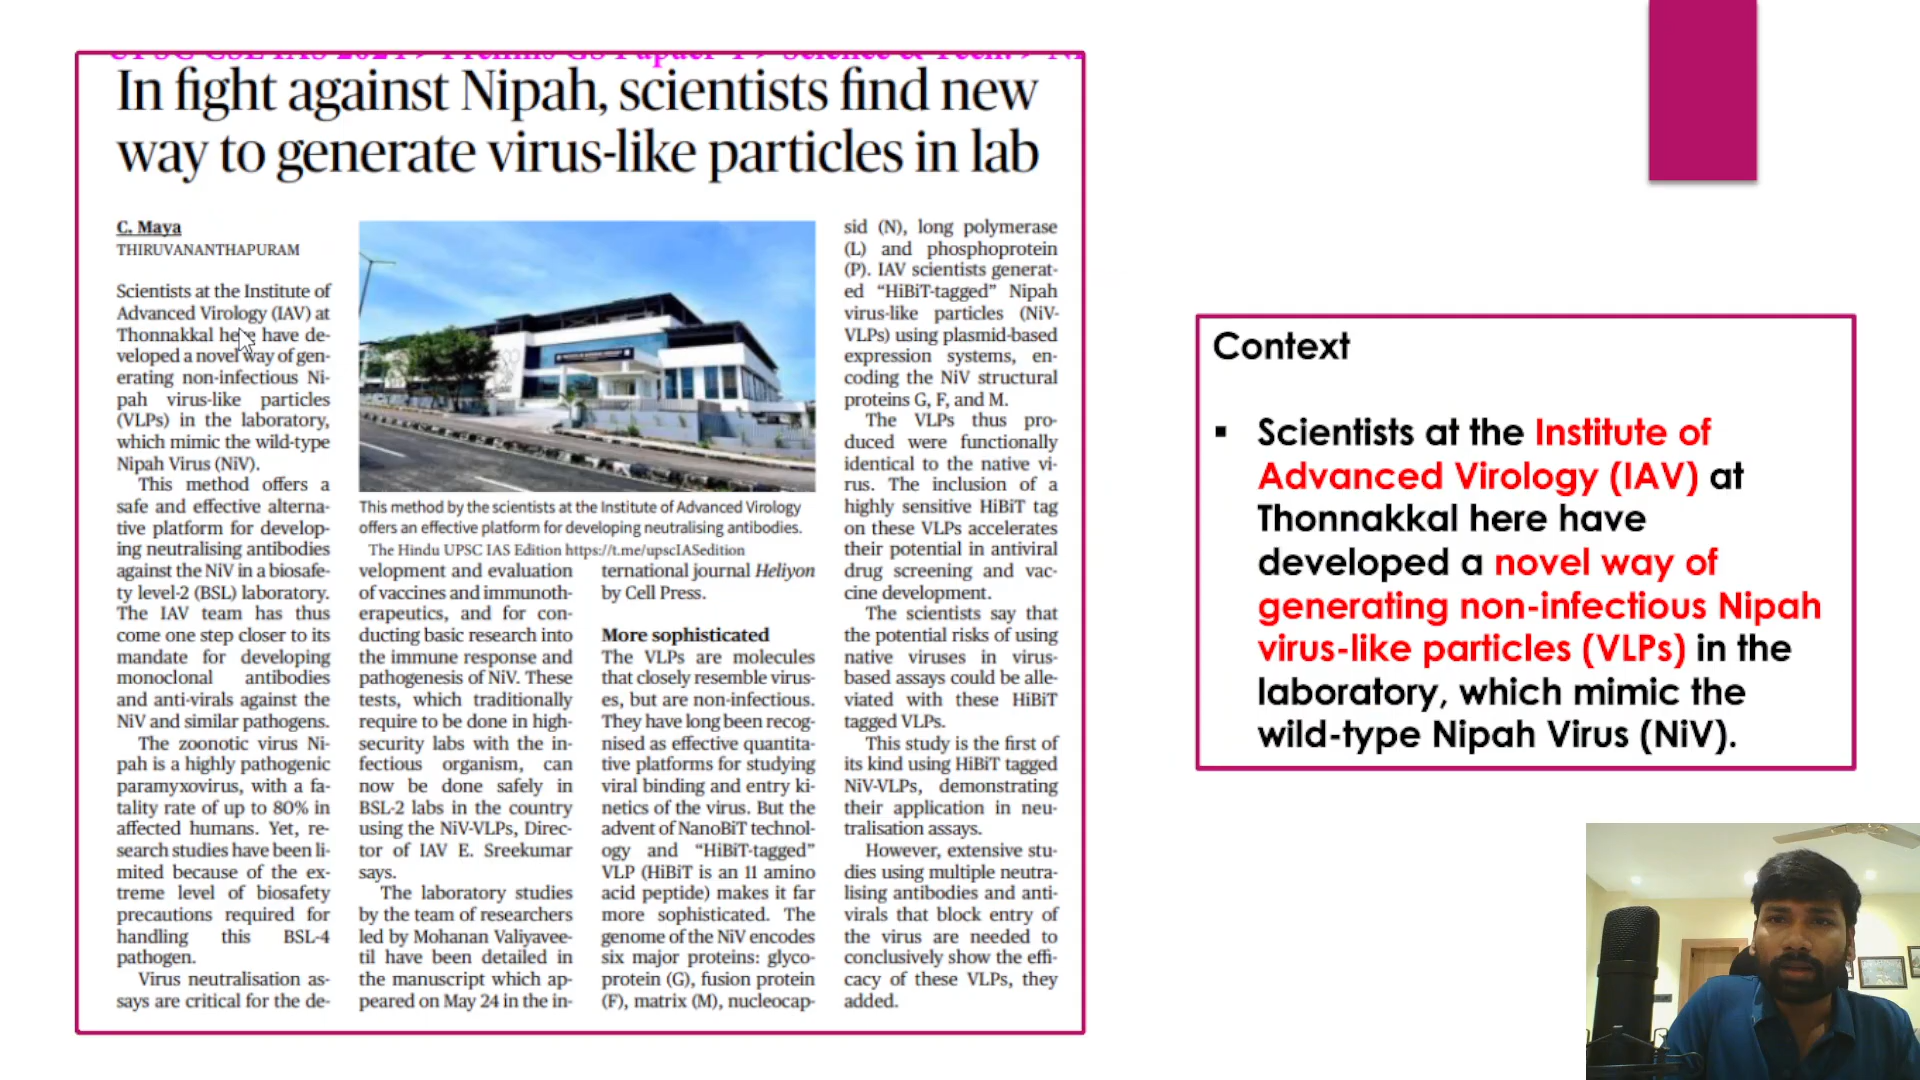 UPSC CSE IAS 2024 > Prelims GS Papaer-1 > Science & Tech. >
In fight against Nipah, scientists find new
way to generate virus-like particles in lab
C. Maya
THIRUVANANTHAPURAM
Scientists at the Institute of
Advanced Virology (IAV) at
Thonnakkal here have de-
veloped a novel way of gen-
erating non-infectious Ni-
pah virus-like particles
(VLPs) in the laboratory,
which mimic the wild-type
Nipah Virus (NiV).
This method offers a
safe and effective alterna-
tive platform for develop-
ing neutralising antibodies
against the NiV in a biosafe-
ty level-2 (BSL) laboratory.
The IAV team has thus
come one step closer to its
mandate for developing
monoclonal antibodies
and anti-virals against the
NiV and similar pathogens.
The zoonotic virus Ni-
pah is a highly pathogenic
paramyxovirus, with a fa-
tality rate of up to 80% in
affected humans. Yet, re-
search studies have been li-
mited because of the ex-
treme level of biosafety
precautions required for
handling this BSL-4
pathogen.
Virus neutralisation as-
says are critical for the de-
This method by the scientists at the Institute of Advanced Virology
offers an effective platform for developing neutralising antibodies.
The Hindu UPSC IAS Edition https://t.me/upscIASedition
velopment and evaluation
of vaccines and immunoth-
erapeutics, and for con-
ducting basic research into
the immune response and
pathogenesis of NiV. These
tests, which traditionally
require to be done in high-
security labs with the in-
fectious organism, can
now be done safely in
BSL-2 labs in the country
using the NiV-VLPs, Direc-
tor of IAV E. Sreekumar
says.
The laboratory studies
by the team of researchers
led by Mohanan Valiyavee-
til have been detailed in
the manuscript which ap-
peared on May 24 in the in-
ternational journal Heliyon
by Cell Press.
More sophisticated
The VLPs are molecules
that closely resemble virus-
es, but are non-infectious.
They have long been recog-
nised as effective quantita-
tive platforms for studying
viral binding and entry ki-
netics of the virus. But the
advent of NanoBiT technol-
ogy and “HiBiT-tagged”
VLP (HiBiT is an 11 amino
acid peptide) makes it far
more sophisticated. The
genome of the NiV encodes
six major proteins: glyco-
protein (G), fusion protein
(F), matrix (M), nucleocap-
sid (N), long polymerase
(L) and phosphoprotein
(P). IAV scientists generat-
ed “HiBiT-tagged” Nipah
virus-like particles (NiV-
VLPs) using plasmid-based
expression systems, en-
coding the NiV structural
proteins G, F, and M.
The VLPs thus pro-
duced were functionally
identical to the native vi-
rus. The inclusion of a
highly sensitive HiBiT tag
on these VLPs accelerates
their potential in antiviral
drug screening and vac-
cine development.
The scientists say that
the potential risks of using
native viruses in virus-
based assays could be alle-
viated with these HiBiT
tagged VLPs.
This study is the first of
its kind using HiBiT tagged
NiV-VLPs, demonstrating
their application in neu-
tralisation assays.
However, extensive stu-
dies using multiple neutra-
lising antibodies and anti-
virals that block entry of
the virus are needed to
conclusively show the effi-
cacy of these VLPs, they
added.
Context
▪ Scientists at the Institute of
Advanced Virology (IAV) at
Thonnakkal here have
developed a novel way of
generating non-infectious Nipah
virus-like particles (VLPs) in the
laboratory, which mimic the
wild-type Nipah Virus (NiV).